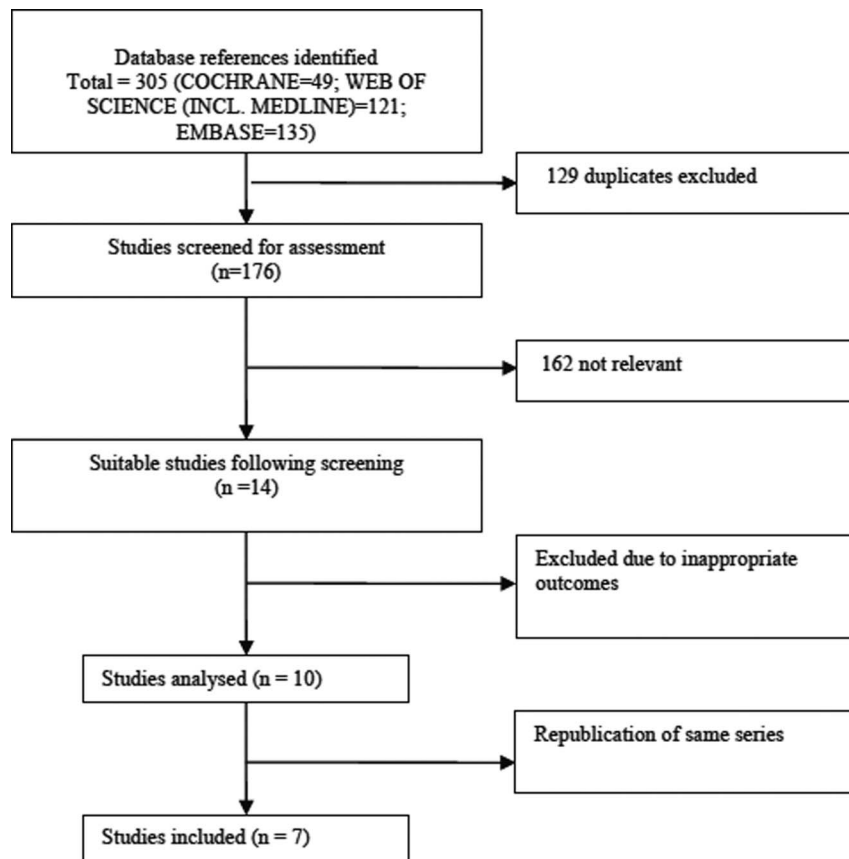 Database references identified
Total = 305 (COCHRANE=49; WEB OF
SCIENCE (INCL. MEDLINE)=121;
EMBASE=135)
129 duplicates excluded
Studies screened for assessment
(n=176)
162 not relevant
Suitable studies following screening
(n =14)
Excluded due to inappropriate
outcomes
Studies analysed (n = 10)
Republication of same series
Studies included (n = 7)